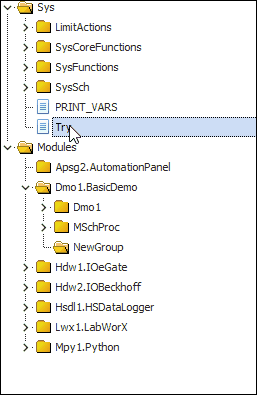 Sys
LimitActions
SysCoreFunctions
SysFunctions
SysSch
PRINT_VARS
Try
Modules
Apsg2.AutomationPanel
Dmo1.BasicDemo
Dmo1
MSchProc
NewGroup
Hdw1.IOeGate
Hdw2.IOBeckhoff
Hsdl1.HSDataLogger
Lwx1.LabWorX
Mpy1.Python